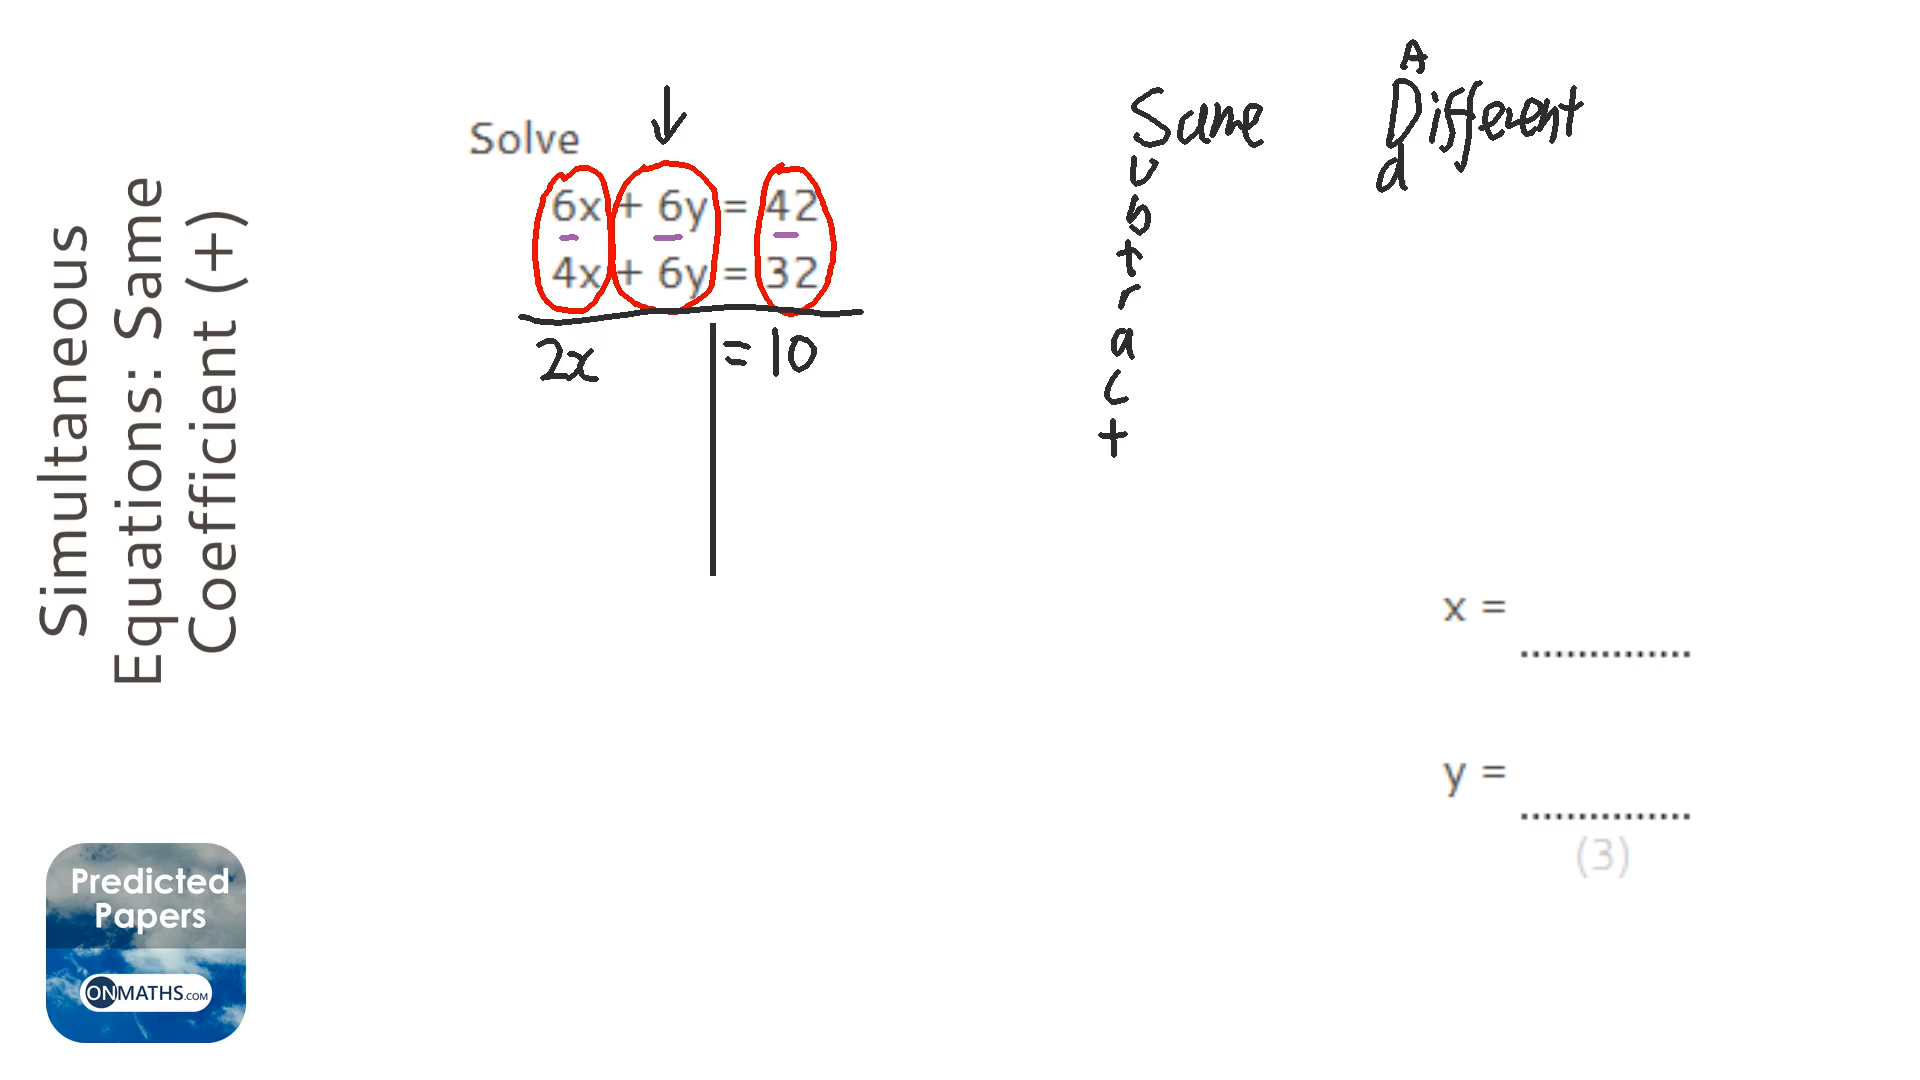 Simultaneous
Equations: Same
Coefficient (+)
Solve
6x + 6y = 42
4x + 6y = 32
2x = 10
Same
u
b
t
r
a
c
t
A
Different
d
x =
y =
(3)
Predicted
Papers
ONMATHS.COM